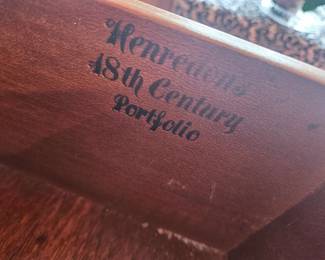 Henredon's
18th Century
Portfolio